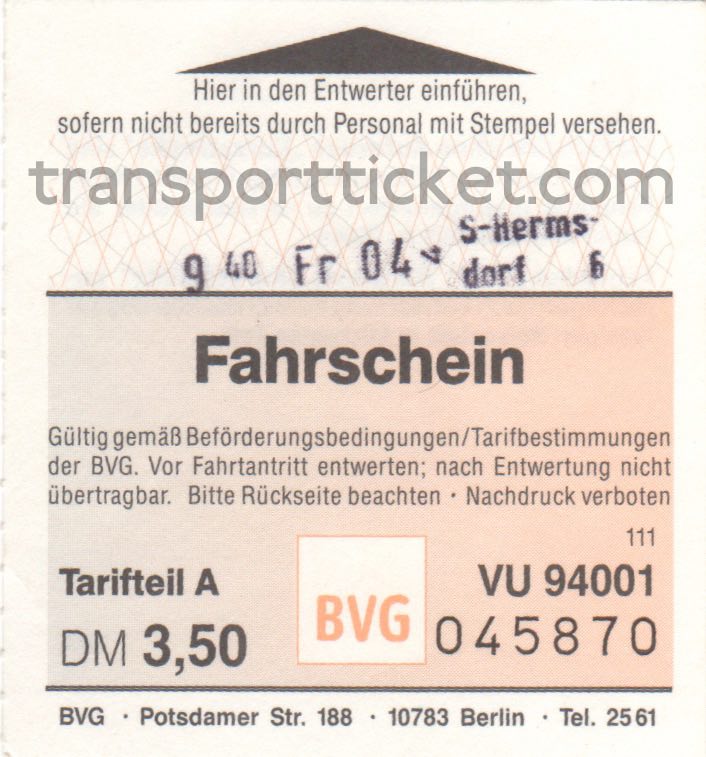 Hier in den Entwerter einführen,
sofern nicht bereits durch Personal mit Stempel versehen.
transportticket.com
9 40 Fr 04 S-Herms-
dorf 6
Fahrschein
Gültig gemäß Beförderungsbedingungen/Tarifbestimmungen
der BVG. Vor Fahrtantritt entwerten; nach Entwertung nicht
übertragbar. Bitte Rückseite beachten · Nachdruck verboten
111
Tarifteil A
VU 94001
DM 3,50
BVG
045870
BVG · Potsdamer Str. 188 · 10783 Berlin · Tel. 25 61